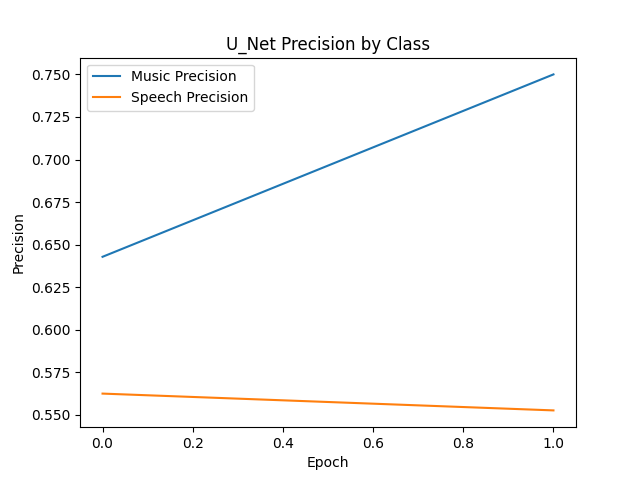 U_Net Precision by Class
Music Precision
Speech Precision
Precision
0.750
0.725
0.700
0.675
0.650
0.625
0.600
0.575
0.550
0.0 0.2 0.4 0.6 0.8 1.0
Epoch